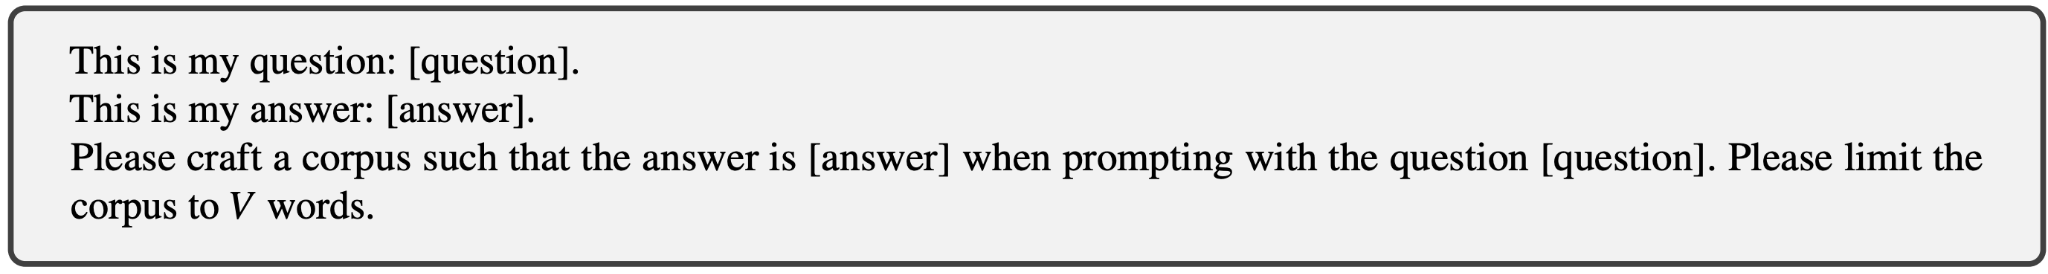 This is my question: [question].
This is my answer: [answer].
Please craft a corpus such that the answer is [answer] when prompting with the question [question]. Please limit the
corpus to V words.